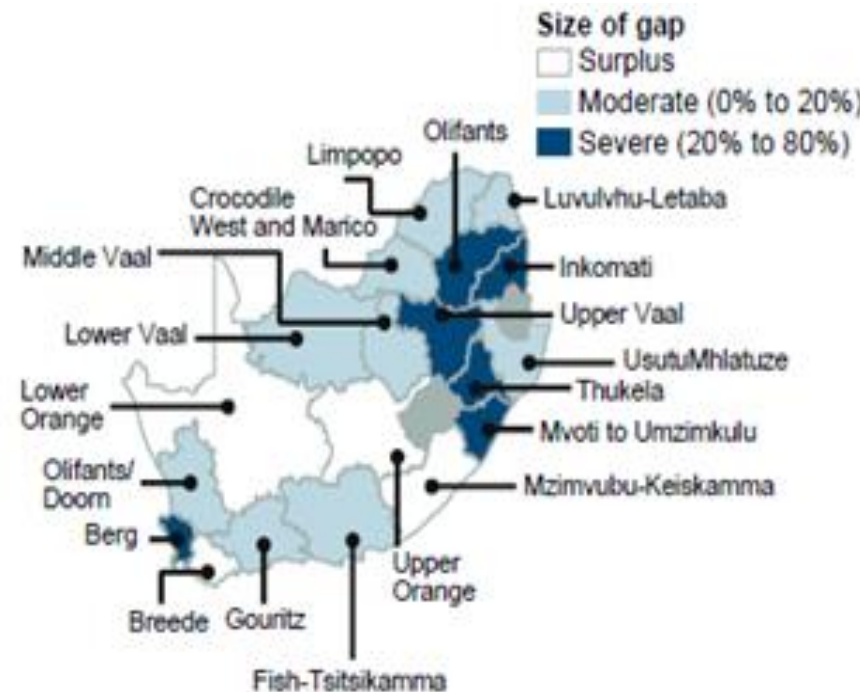 Size of gap
Surplus
Moderate (0% to 20%)
Severe (20% to 80%)
Olifants
Limpopo
Crocodile
West and Marico
Luvulvhu-Letaba
Middle Vaal
Inkomati
Upper Vaal
Lower Vaal
UsutuMhlatuze
Thukela
Lower
Orange
Mvoti to Umzimkulu
Olifants/
Doorn
Mzimvubu-Keiskamma
Berg
Upper
Orange
Breede
Gouritz
Fish-Tsitsikamma